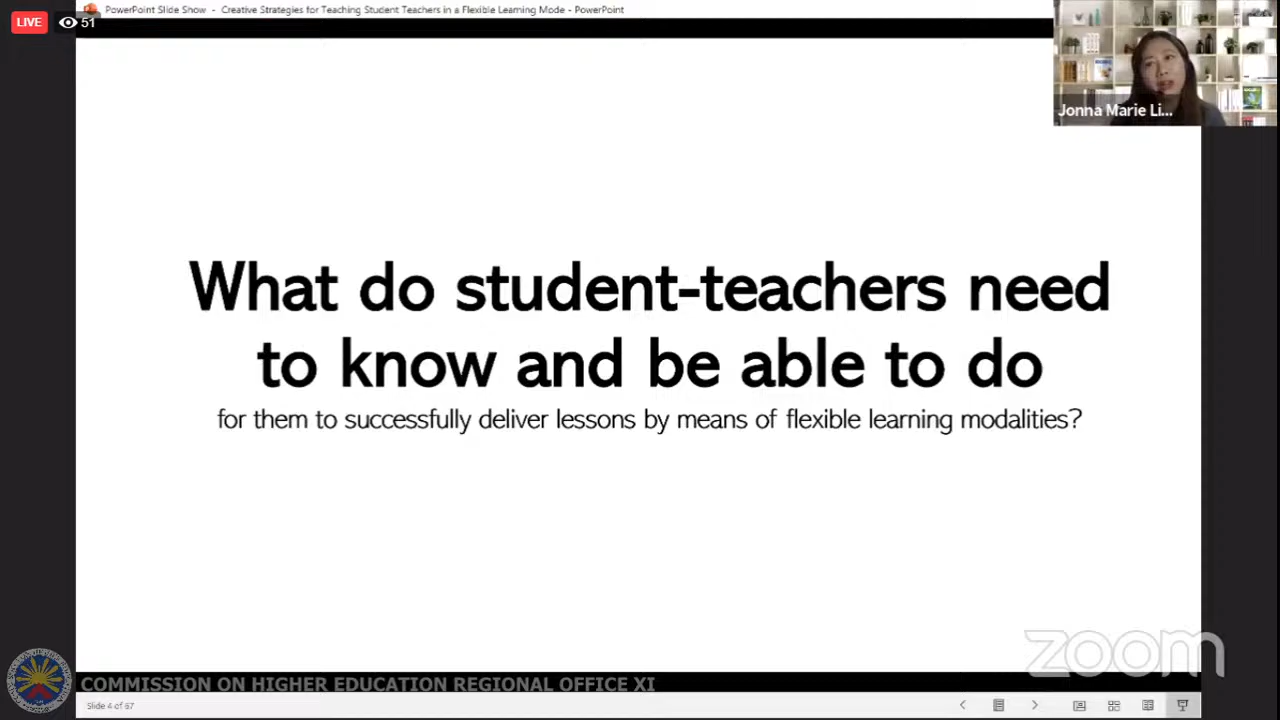 PowerPoint Slide Show - Creative Strategies for Teaching Student Teachers in a Flexible Learning Mode - PowerPoint
LIVE 51
Jonna Marie Li...
What do student-teachers need
to know and be able to do
for them to successfully deliver lessons by means of flexible learning modalities?
zoom
COMMISSION ON HIGHER EDUCATION REGIONAL OFFICE XI
Slide 4 of 67